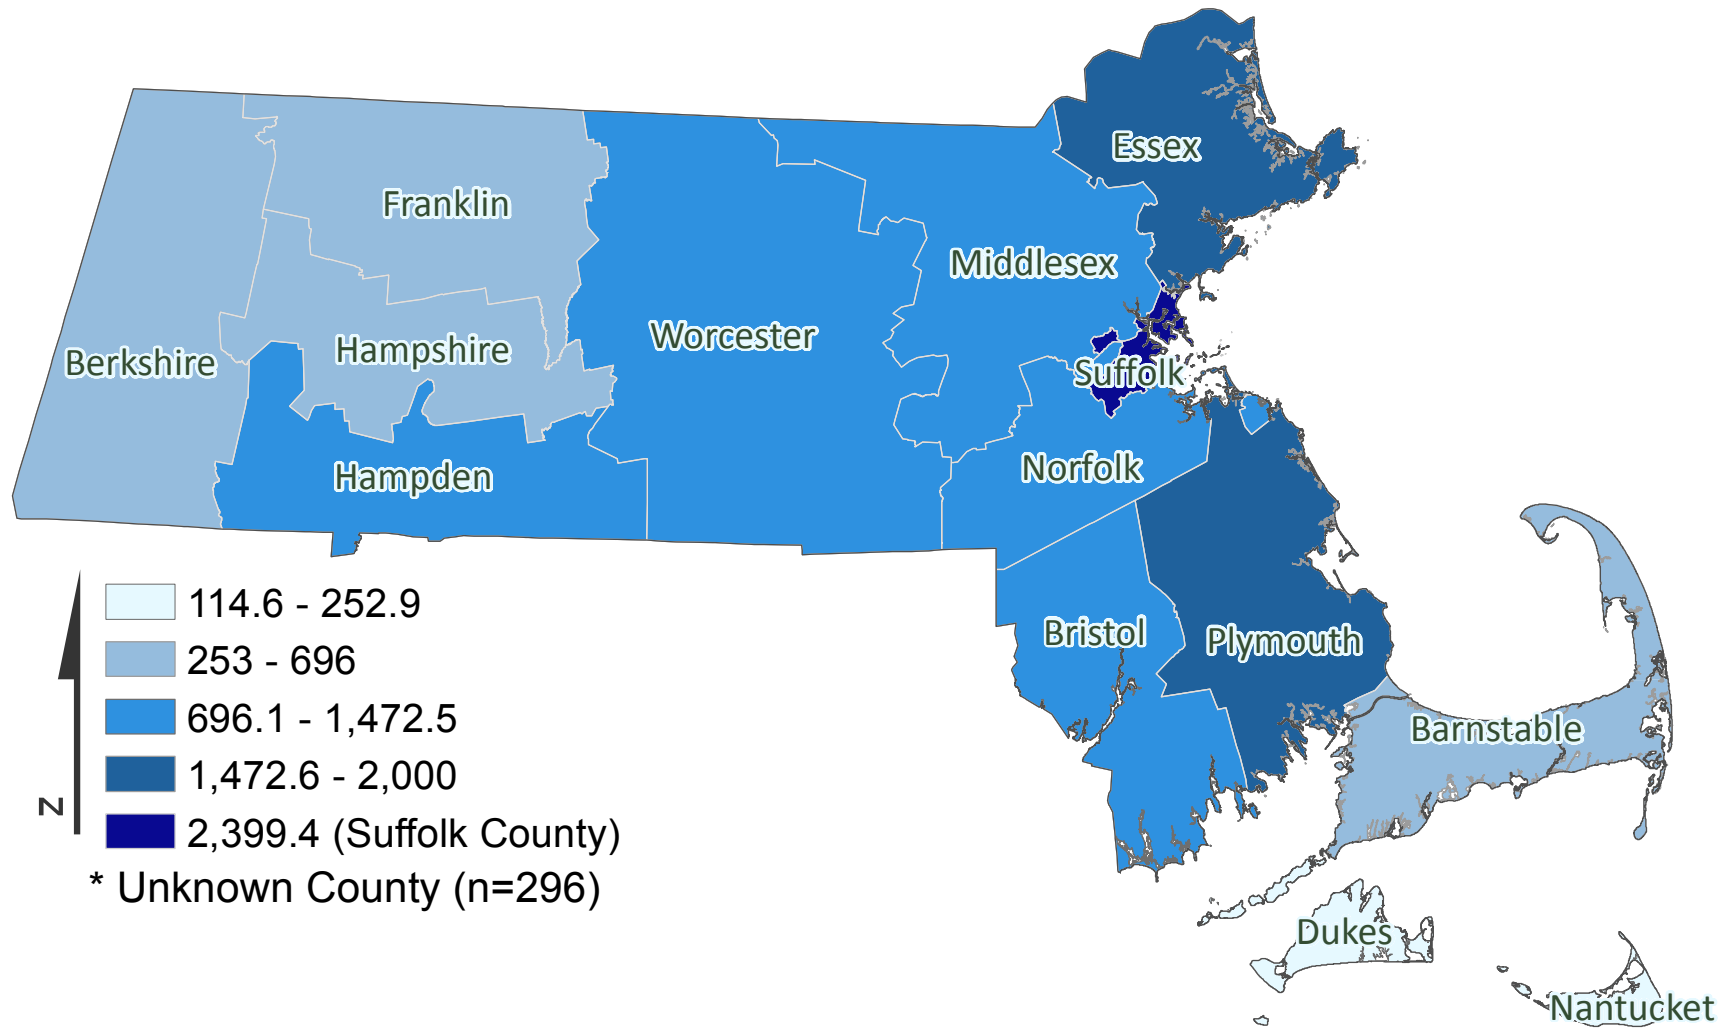 Essex
Franklin
Middlesex
Worcester
Hampshire
Berkshire
Suffolk
Norfolk
Hampden
114.6 - 252.9
253 - 696
696.1 - 1,472.5
1,472.6 - 2,000
2,399.4 (Suffolk County)
* Unknown County (n=296)
N
Bristol
Plymouth
Barnstable
Dukes
Nantucket